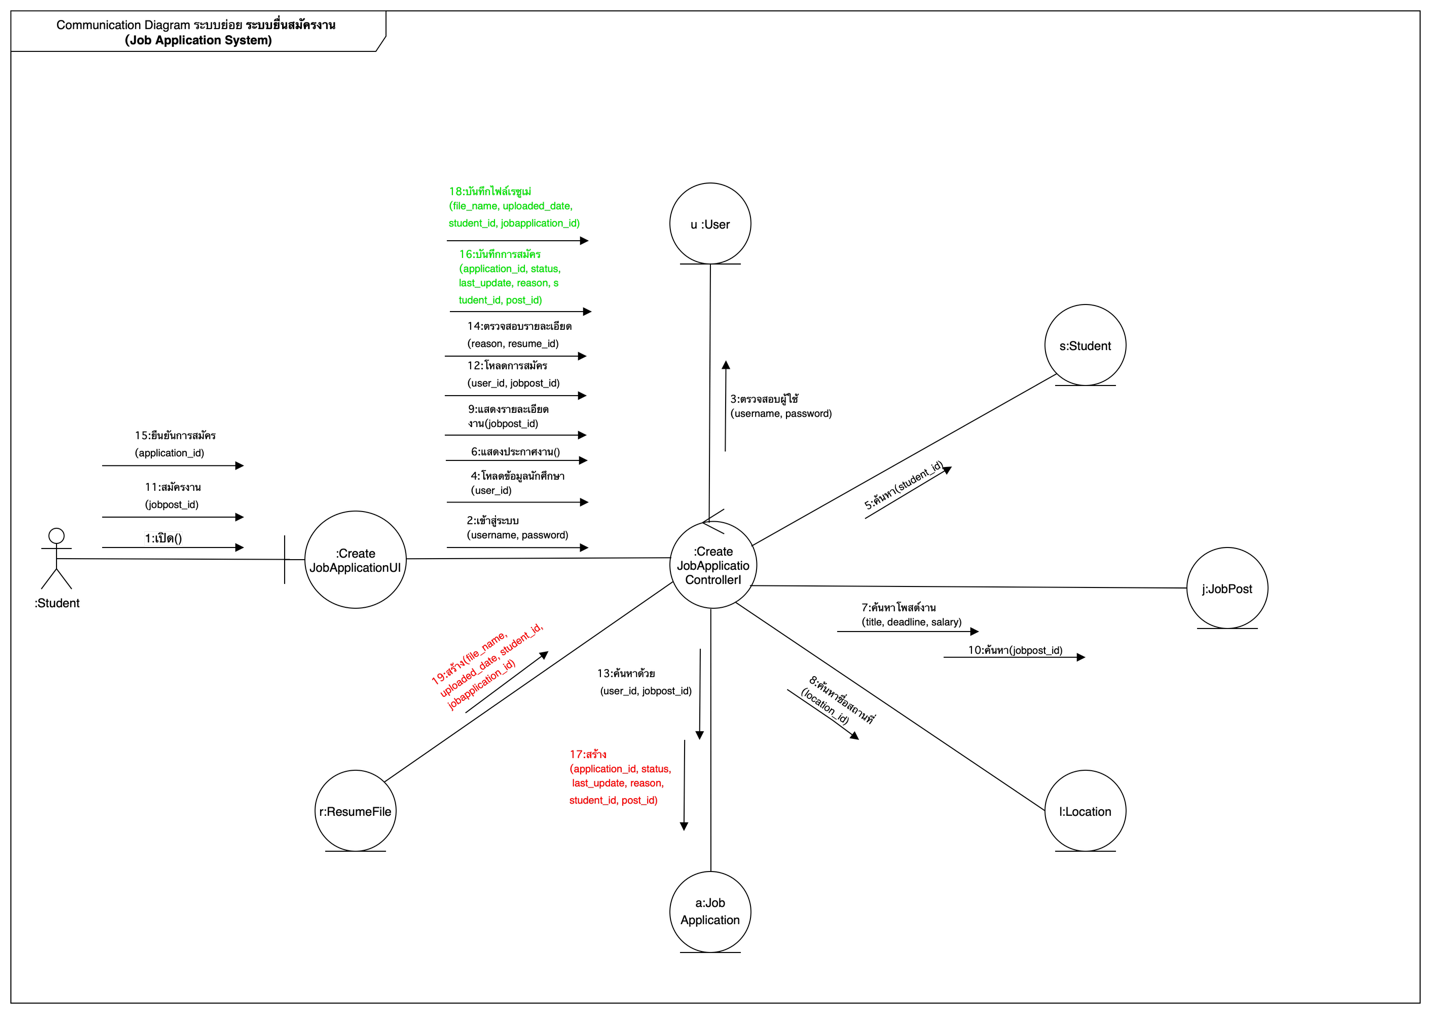 Communication Diagram ระบบย่อย ระบบยื่นสมัครงาน
(Job Application System)
18:บันทึกไฟล์เรซูเม่
(file_name, uploaded_date,
student_id, jobapplication_id)
16:บันทึกการสมัคร
(application_id, status,
last_update, reason, s
tudent_id, post_id)
14:ตรวจสอบรายละเอียด
(reason, resume_id)
12:โหลดการสมัคร
(user_id, jobpost_id)
9:แสดงรายละเอียด
งาน(jobpost_id)
6:แสดงประกาศงาน()
4:โหลดข้อมูลนักศึกษา
(user_id)
2:เข้าสู่ระบบ
(username, password)
15:ยืนยันการสมัคร
(application_id)
11:สมัครงาน
(jobpost_id)
1:เปิด()
:Student
:Create
JobApplicationUI
u :User
3:ตรวจสอบผู้ใช้
(username, password)
s:Student
5:ค้นหา(student_id)
:Create
JobApplicatio
ControllerI
j:JobPost
7:ค้นหาโพสต์งาน
(title, deadline, salary)
10:ค้นหา(jobpost_id)
8:ค้นหาชื่อสถานที่
(location_id)
l:Location
13:ค้นหาด้วย
(user_id, jobpost_id)
17:สร้าง
(application_id, status,
last_update, reason,
student_id, post_id)
a:Job
Application
19:สร้าง(file_name,
uploaded_date, student_id,
jobapplication_id)
r:ResumeFile